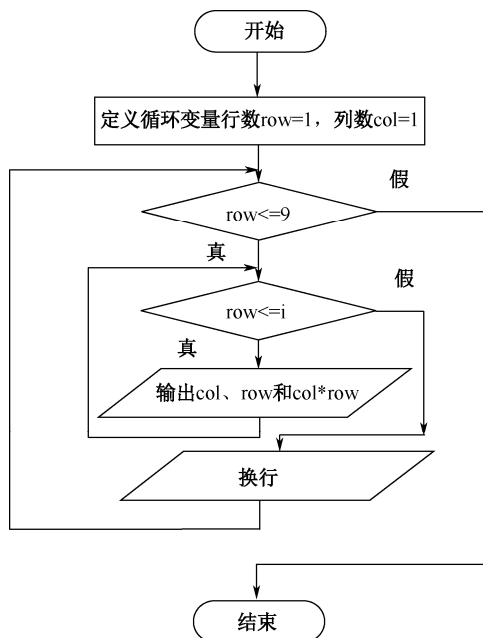 开始
定义循环变量行数row=1，列数col=1
假
row<=9
真
假
row<=i
真
输出col、row和col*row
换行
结束